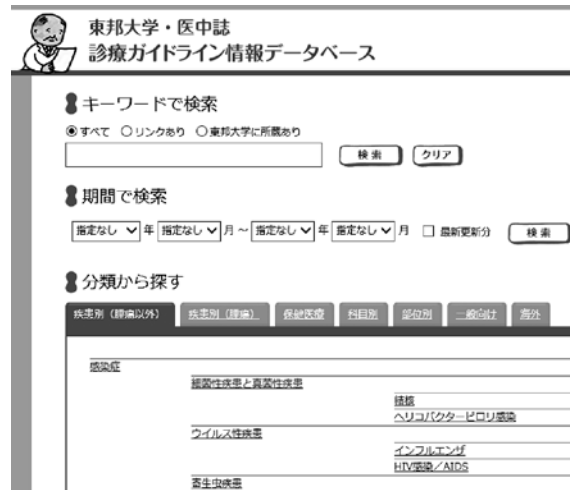 東邦大学・医中誌
診療ガイドライン情報データベース
キーワードで検索
すべて リンクあり 東邦大学に所蔵あり
検索 クリア
期間で検索
指定なし 年 指定なし 月 ~ 指定なし 年 指定なし 月 最新更新分 検索
分類から探す
疾患別(腫瘍以外) 疾患別(腫瘍) 保健医療 科目別 部位別 一般向け 海外
感染症
細菌性疾患と真菌性疾患
結核
ヘリコバクターピロリ感染
ウイルス性疾患
インフルエンザ
HIV感染/AIDS
寄生虫疾患